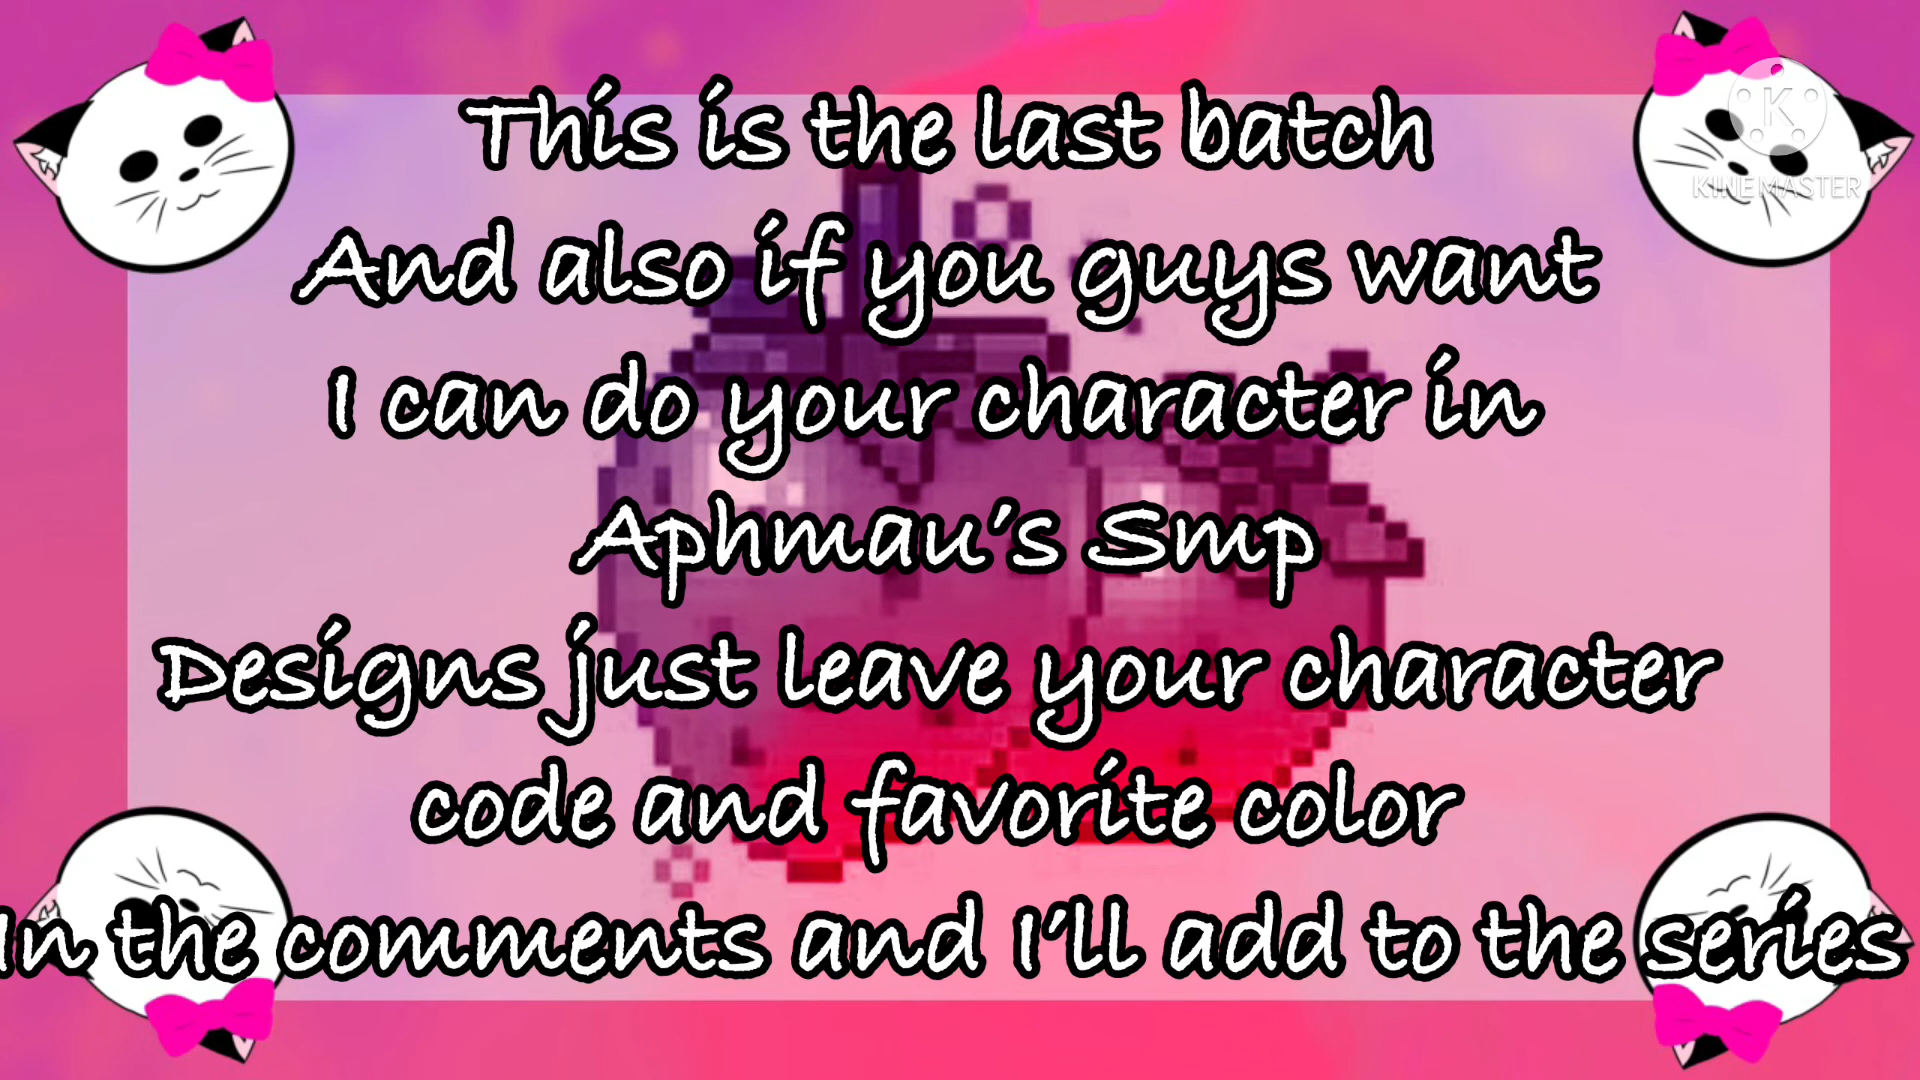 This is the last batch
KINEMASTER
And also if you guys want
I can do your character in
Aphmau's Smp
Designs just leave your character
code and favorite color
In the comments and I'll add to the series